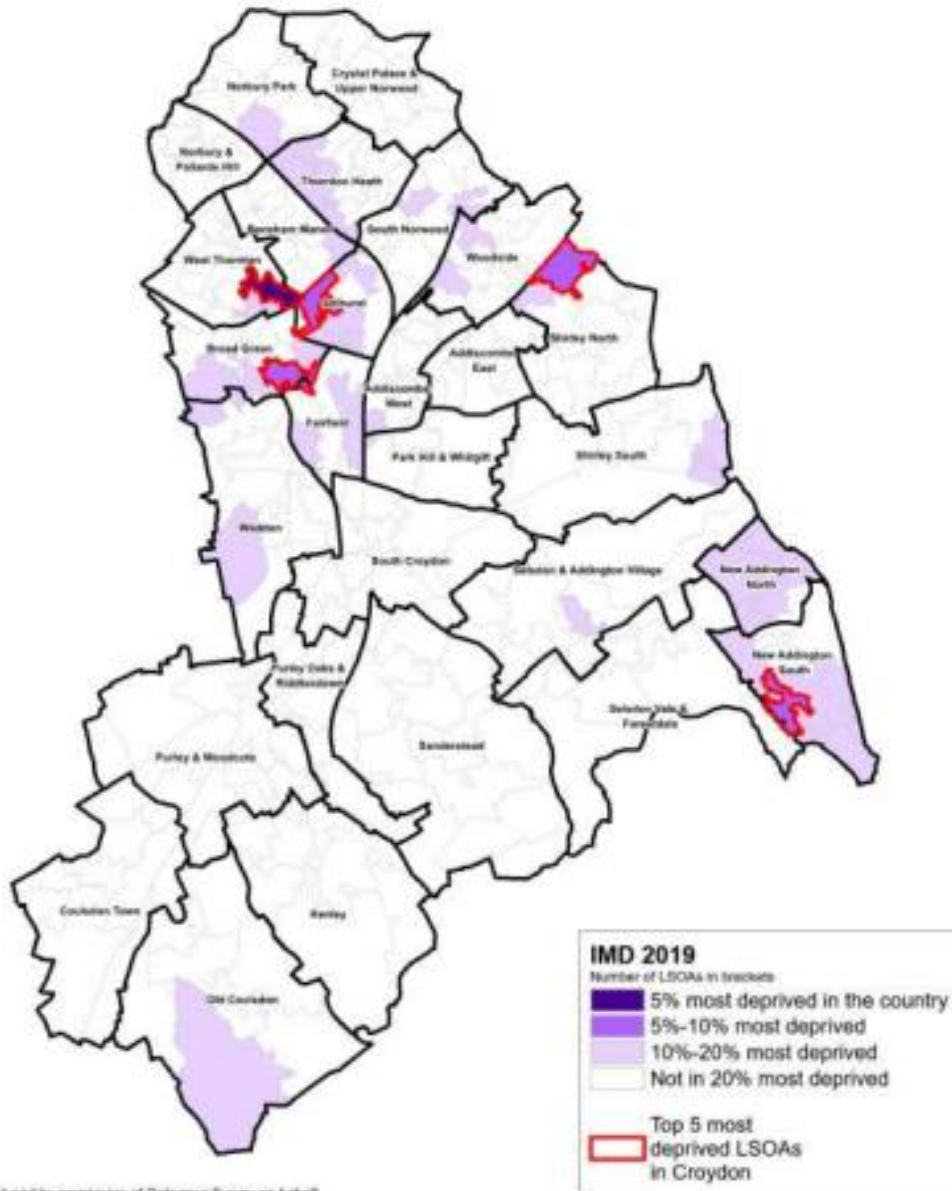 Norbury Park
Crystal Palace &
Upper Norwood
Norbury &
Pollards Hill
Thornton Heath
Bensham Manor
South Norwood
West Thornton
Woodside
Selhurst
Broad Green
Shirley North
Addiscombe
East
Addiscombe
West
Fairfield
Park Hill & Whitgift
Shirley South
Waddon
South Croydon
Selsdon & Addington Village
New Addington
North
New Addington
South
Purley Oaks &
Riddlesdown
Selsdon Vale &
Forestdale
Sanderstead
Purley & Woodcote
Coulsdon Town
Kenley
Old Coulsdon
IMD 2019
Number of LSOAs in brackets
5% most deprived in the country
5%-10% most deprived
10%-20% most deprived
Not in 20% most deprived
Top 5 most
deprived LSOAs
in Croydon